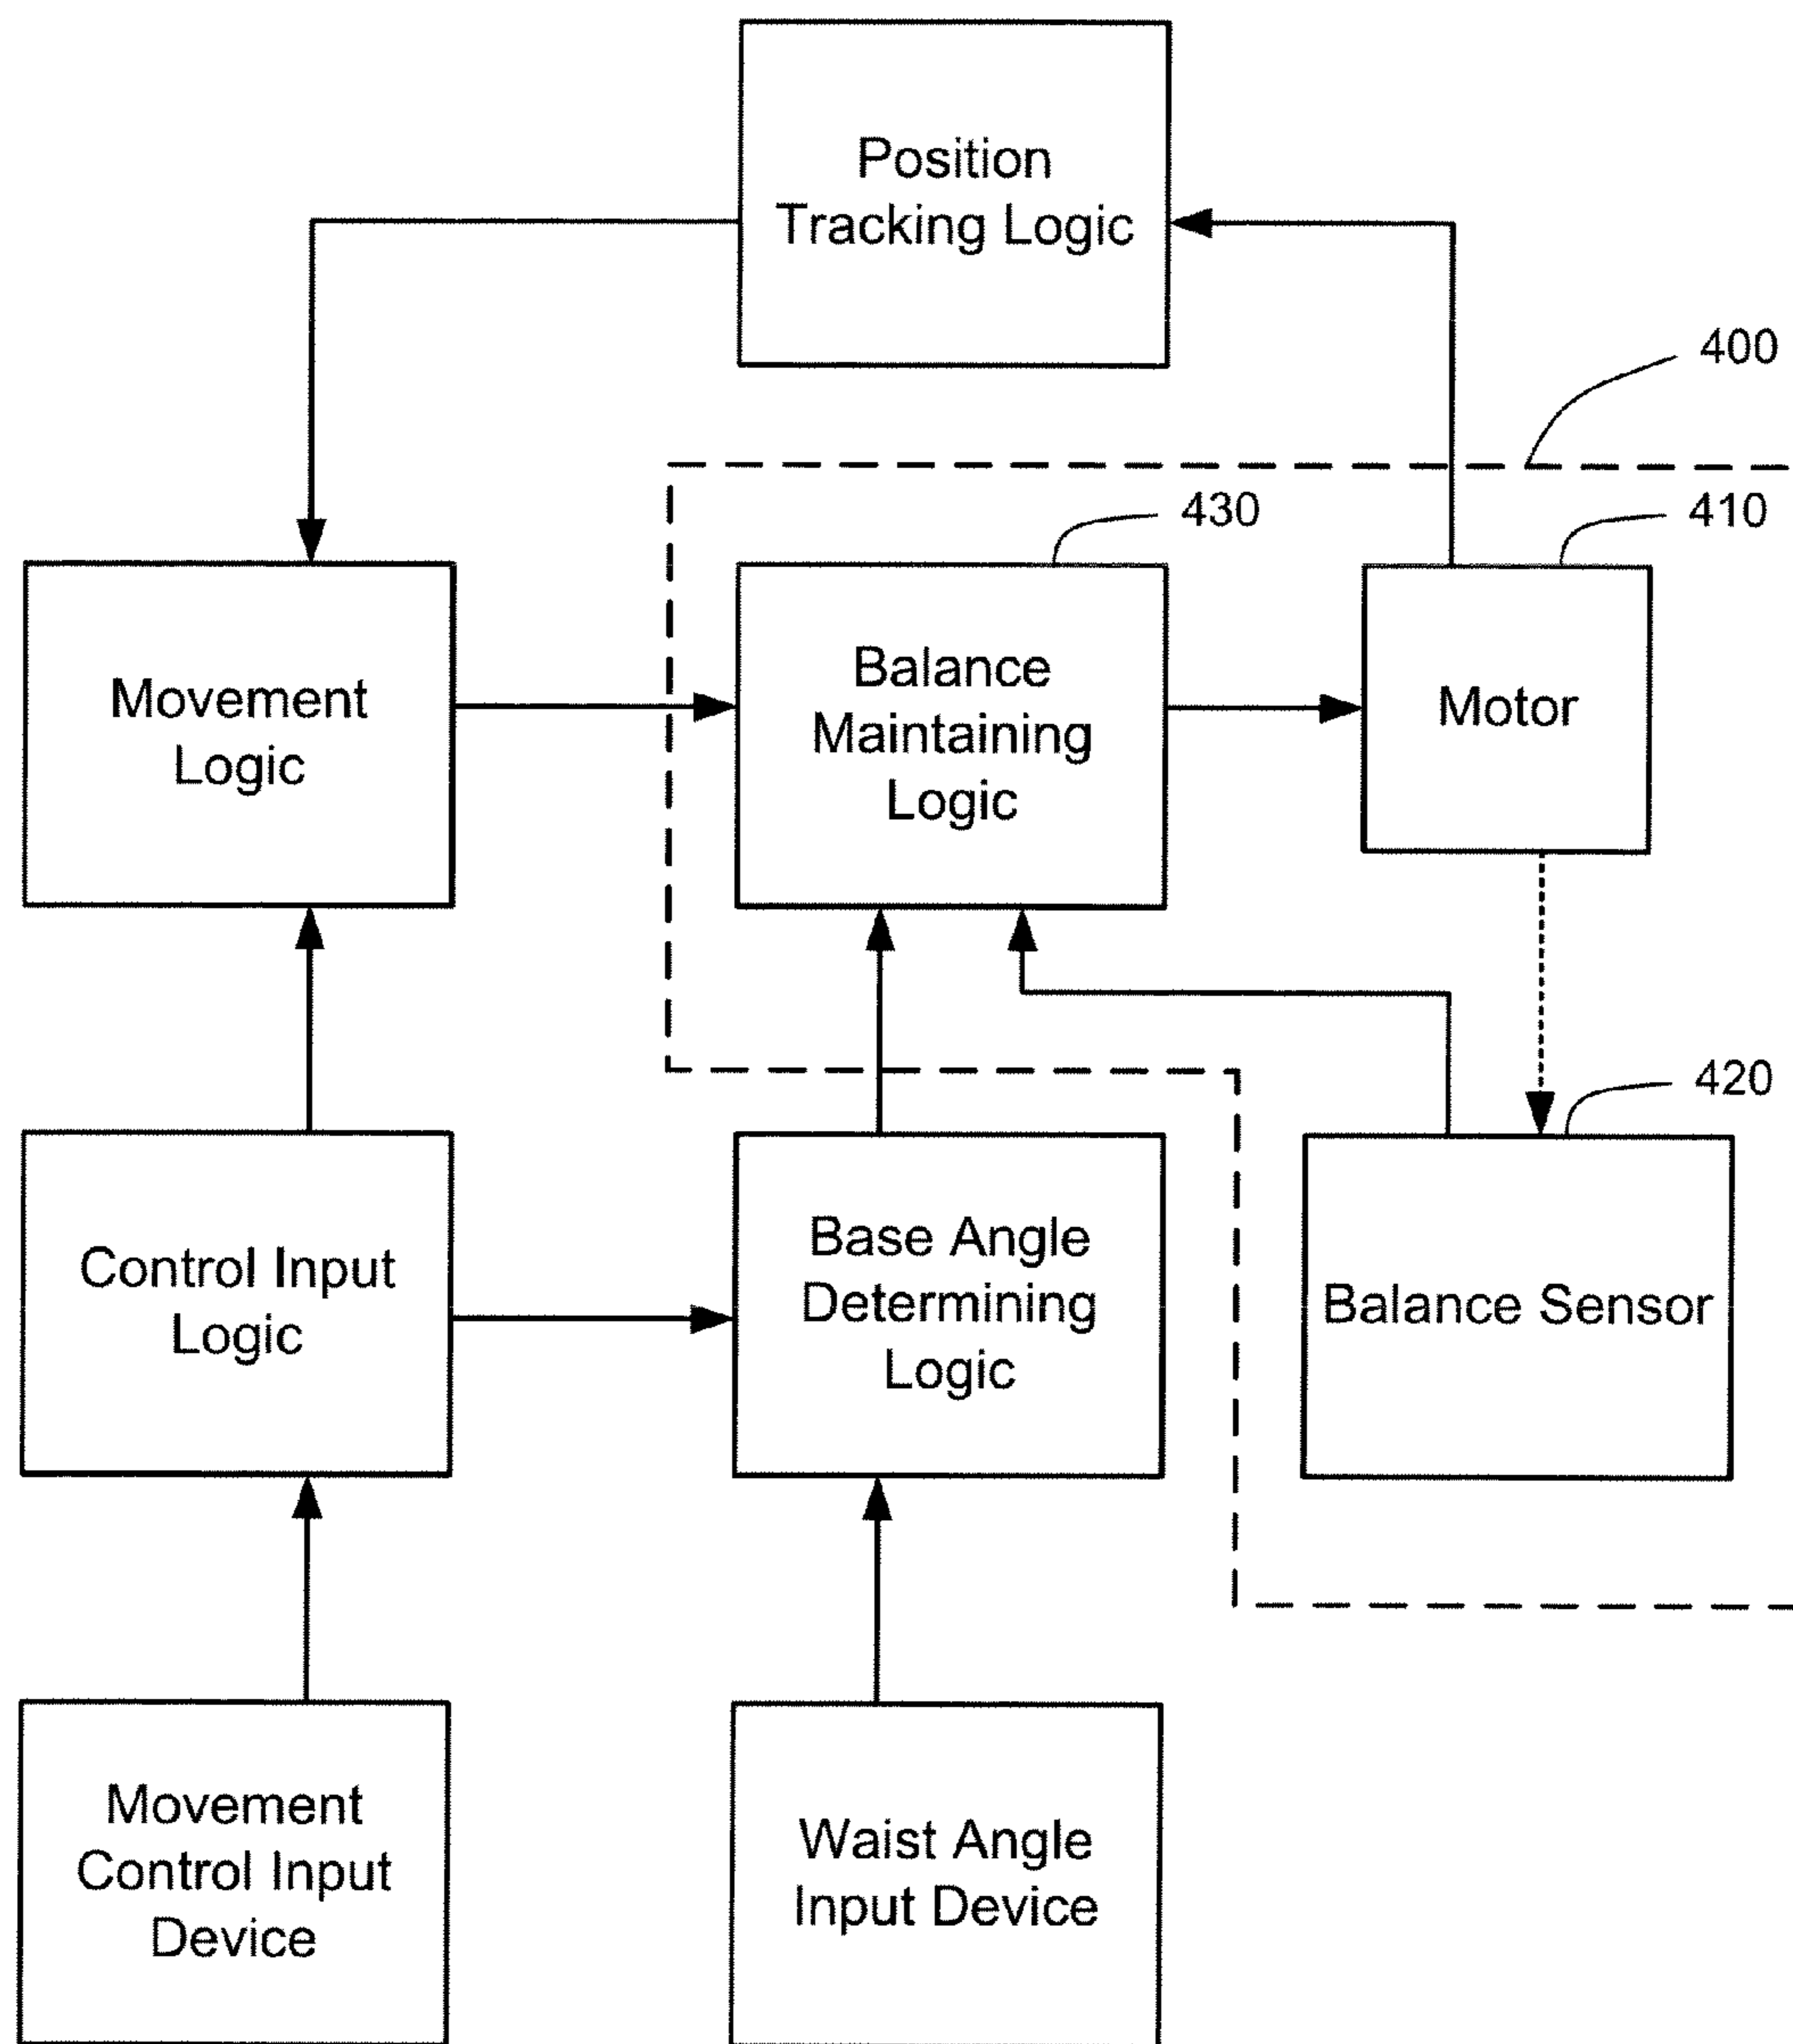 Position
Tracking Logic
400
430
410
Movement
Logic
Balance
Maintaining
Logic
Motor
420
Control Input
Logic
Base Angle
Determining
Logic
Balance Sensor
Movement
Control Input
Device
Waist Angle
Input Device